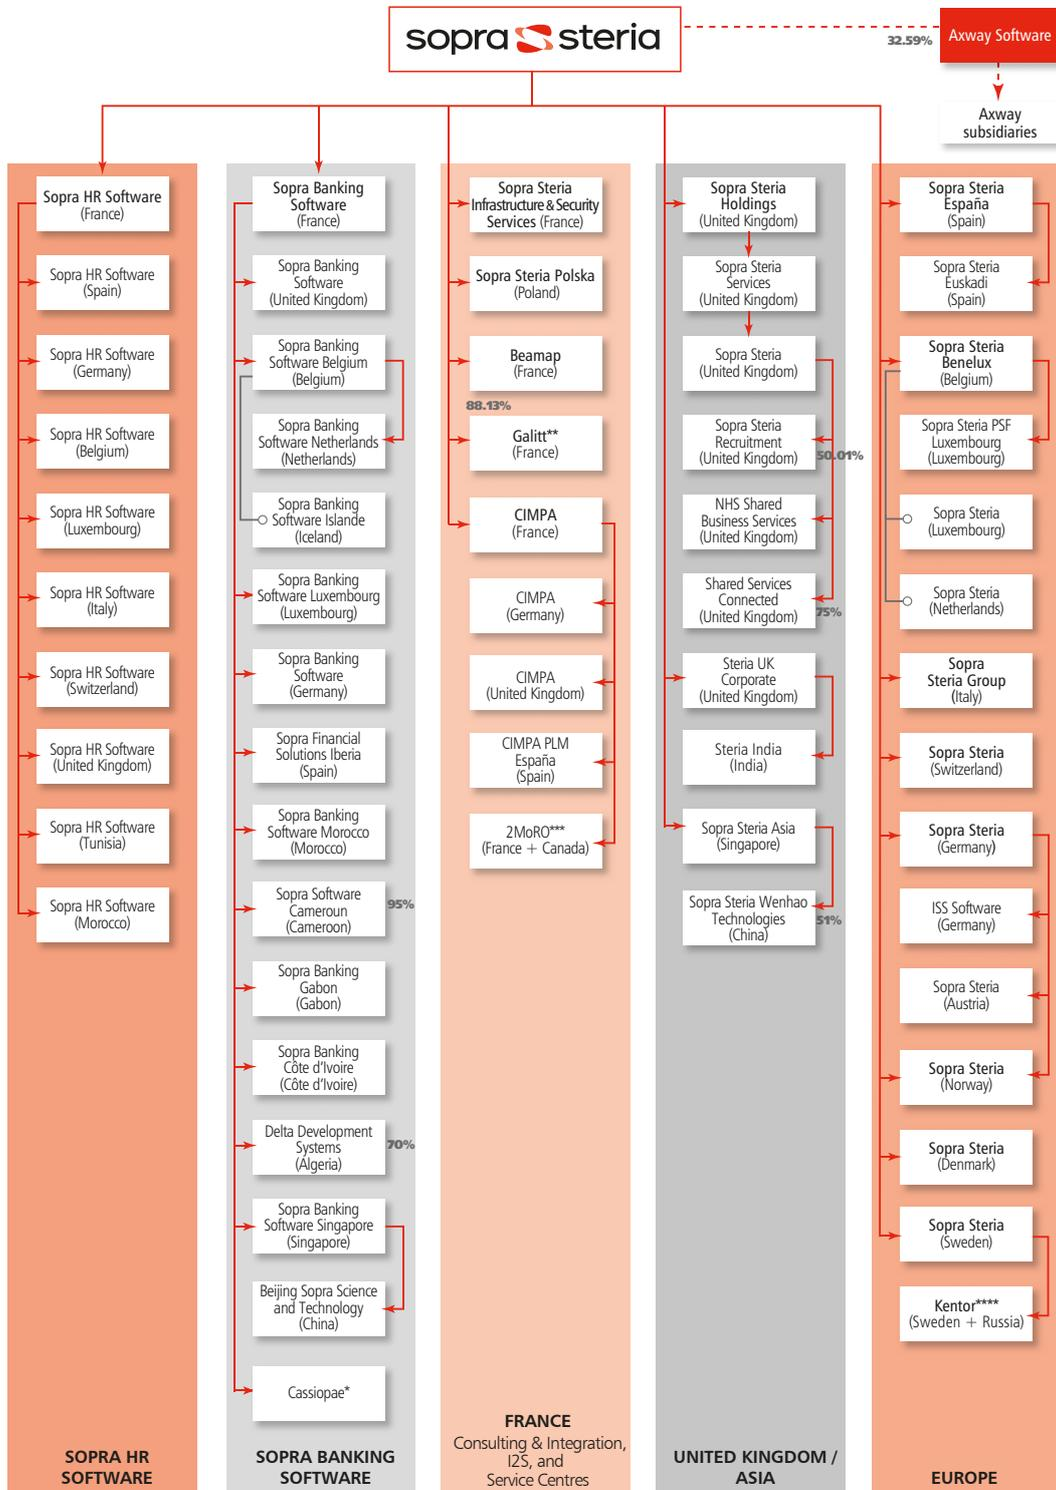 sopra steria
32.59%
Axway Software
Axway
subsidiaries
Sopra HR Software
(France)
Sopra HR Software
(Spain)
Sopra HR Software
(Germany)
Sopra HR Software
(Belgium)
Sopra HR Software
(Luxembourg)
Sopra HR Software
(Italy)
Sopra HR Software
(Switzerland)
Sopra HR Software
(United Kingdom)
Sopra HR Software
(Tunisia)
Sopra HR Software
(Morocco)
SOPRA HR
SOFTWARE
Sopra Banking
Software
(France)
Sopra Banking
Software
(United Kingdom)
Sopra Banking
Software Belgium
(Belgium)
Sopra Banking
Software Netherlands
(Netherlands)
Sopra Banking
Software Islande
(Iceland)
Sopra Banking
Software Luxembourg
(Luxembourg)
Sopra Banking
Software
(Germany)
Sopra Financial
Solutions Iberia
(Spain)
Sopra Banking
Software Morocco
(Morocco)
Sopra Software
Cameroun
(Cameroon)
95%
Sopra Banking
Gabon
(Gabon)
Sopra Banking
Côte d'Ivoire
(Côte d'Ivoire)
Delta Development
Systems
(Algeria)
70%
Sopra Banking
Software Singapore
(Singapore)
Beijing Sopra Science
and Technology
(China)
Cassiopae*
SOPRA BANKING
SOFTWARE
Sopra Steria
Infrastructure & Security
Services (France)
Sopra Steria Polska
(Poland)
Beamap
(France)
88.13%
Galitt**
(France)
CIMPA
(France)
CIMPA
(Germany)
CIMPA
(United Kingdom)
CIMPA PLM
España
(Spain)
2MoRO***
(France + Canada)
FRANCE
Consulting & Integration,
I2S, and
Service Centres
Sopra Steria
Holdings
(United Kingdom)
Sopra Steria
Services
(United Kingdom)
Sopra Steria
(United Kingdom)
Sopra Steria
Recruitment
(United Kingdom)
50.01%
NHS Shared
Business Services
(United Kingdom)
Shared Services
Connected
(United Kingdom)
75%
Steria UK
Corporate
(United Kingdom)
Steria India
(India)
Sopra Steria Asia
(Singapore)
Sopra Steria Wenhao
Technologies
(China)
51%
UNITED KINGDOM /
ASIA
Sopra Steria
España
(Spain)
Sopra Steria
Euskadi
(Spain)
Sopra Steria
Benelux
(Belgium)
Sopra Steria PSF
Luxembourg
(Luxembourg)
Sopra Steria
(Luxembourg)
Sopra Steria
(Netherlands)
Sopra
Steria Group
(Italy)
Sopra Steria
(Switzerland)
Sopra Steria
(Germany)
ISS Software
(Germany)
Sopra Steria
(Austria)
Sopra Steria
(Norway)
Sopra Steria
(Denmark)
Sopra Steria
(Sweden)
Kentor****
(Sweden + Russia)
EUROPE